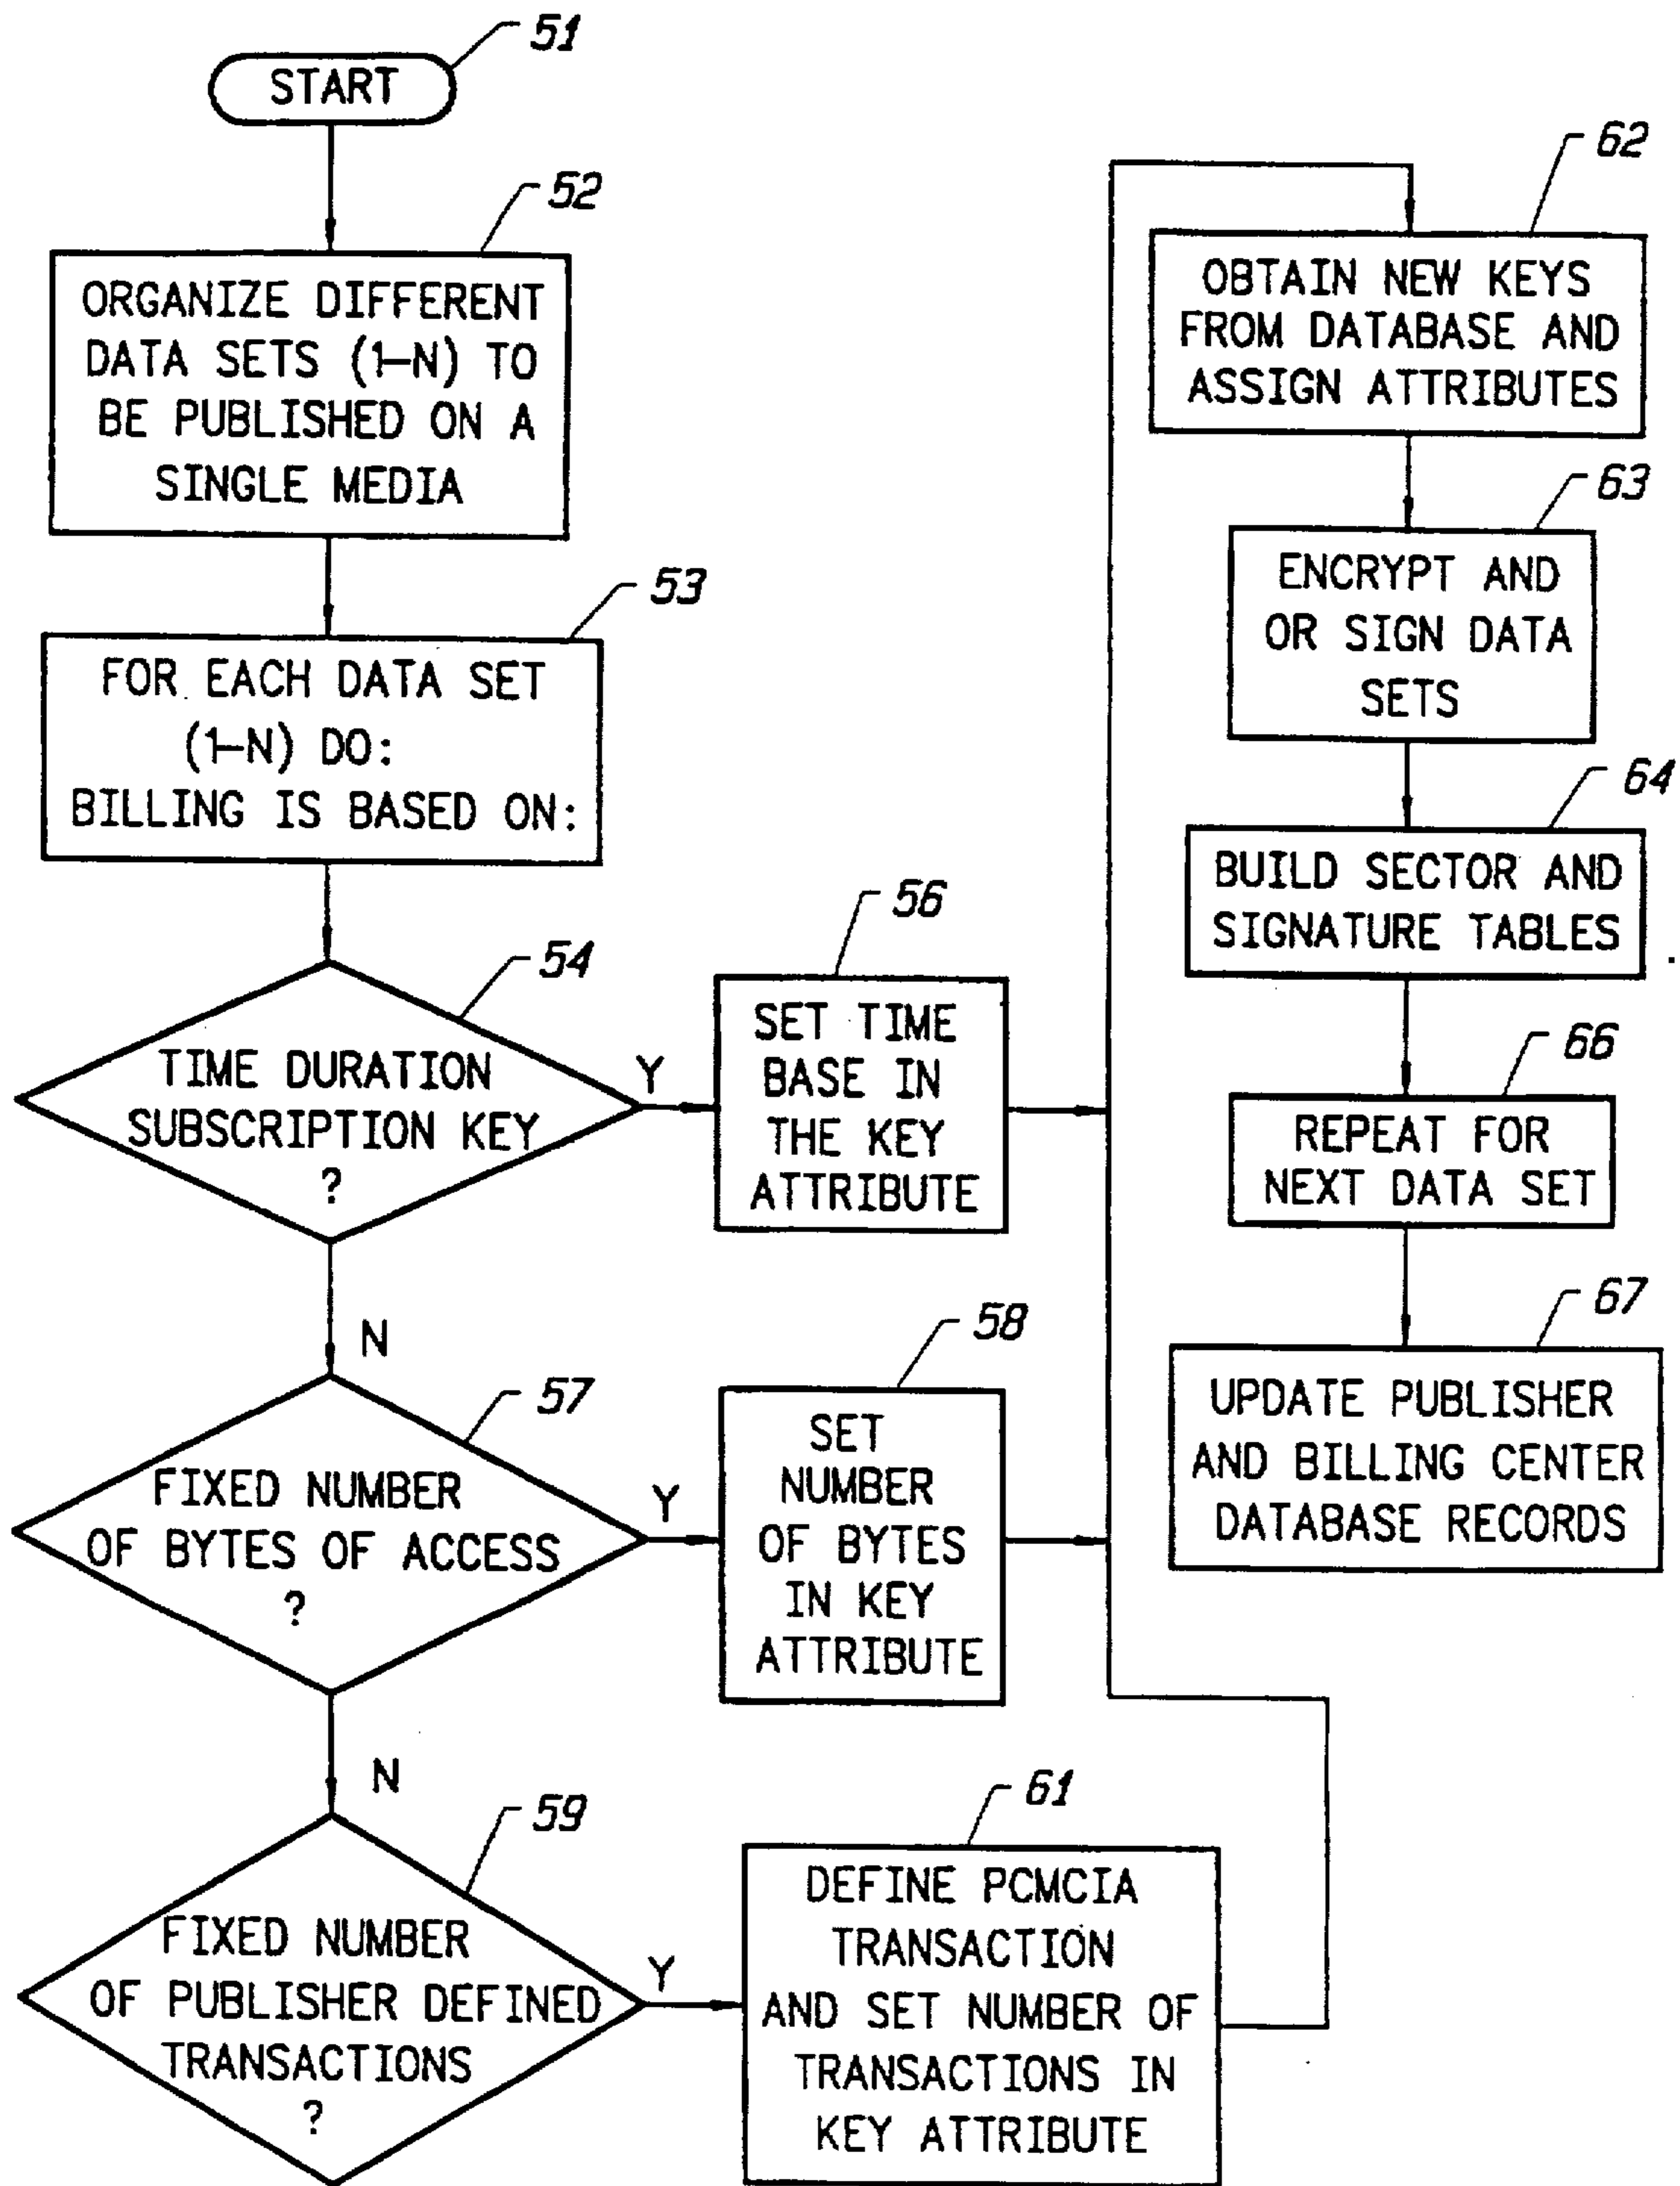 51
START
52
ORGANIZE DIFFERENT
DATA SETS (1-N) TO
BE PUBLISHED ON A
SINGLE MEDIA
53
FOR EACH DATA SET
(1-N) DO:
BILLING IS BASED ON:
54
TIME DURATION
SUBSCRIPTION KEY
?
Y
N
56
SET TIME
BASE IN
THE KEY
ATTRIBUTE
57
FIXED NUMBER
OF BYTES OF ACCESS
?
Y
N
58
SET
NUMBER
OF BYTES
IN KEY
ATTRIBUTE
59
FIXED NUMBER
OF PUBLISHER DEFINED
TRANSACTIONS
?
Y
61
DEFINE PCMCIA
TRANSACTION
AND SET NUMBER OF
TRANSACTIONS IN
KEY ATTRIBUTE
62
OBTAIN NEW KEYS
FROM DATABASE AND
ASSIGN ATTRIBUTES
63
ENCRYPT AND
OR SIGN DATA
SETS
64
BUILD SECTOR AND
SIGNATURE TABLES
66
REPEAT FOR
NEXT DATA SET
67
UPDATE PUBLISHER
AND BILLING CENTER
DATABASE RECORDS